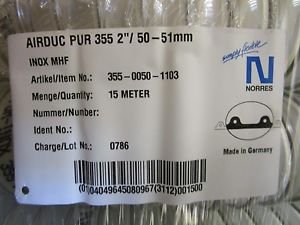 AIRDUC PUR 355 2"/ 50-51mm
INOX MHF
Artikel/Item No.: 355-0050-1103
Menge/Quantity: 15 METER
Nummer/Number:
Ident No.:
Charge/Lot No.: 0786
simply flexible
N
NORRES
Made in Germany
(01)04049645080967(3112)001500